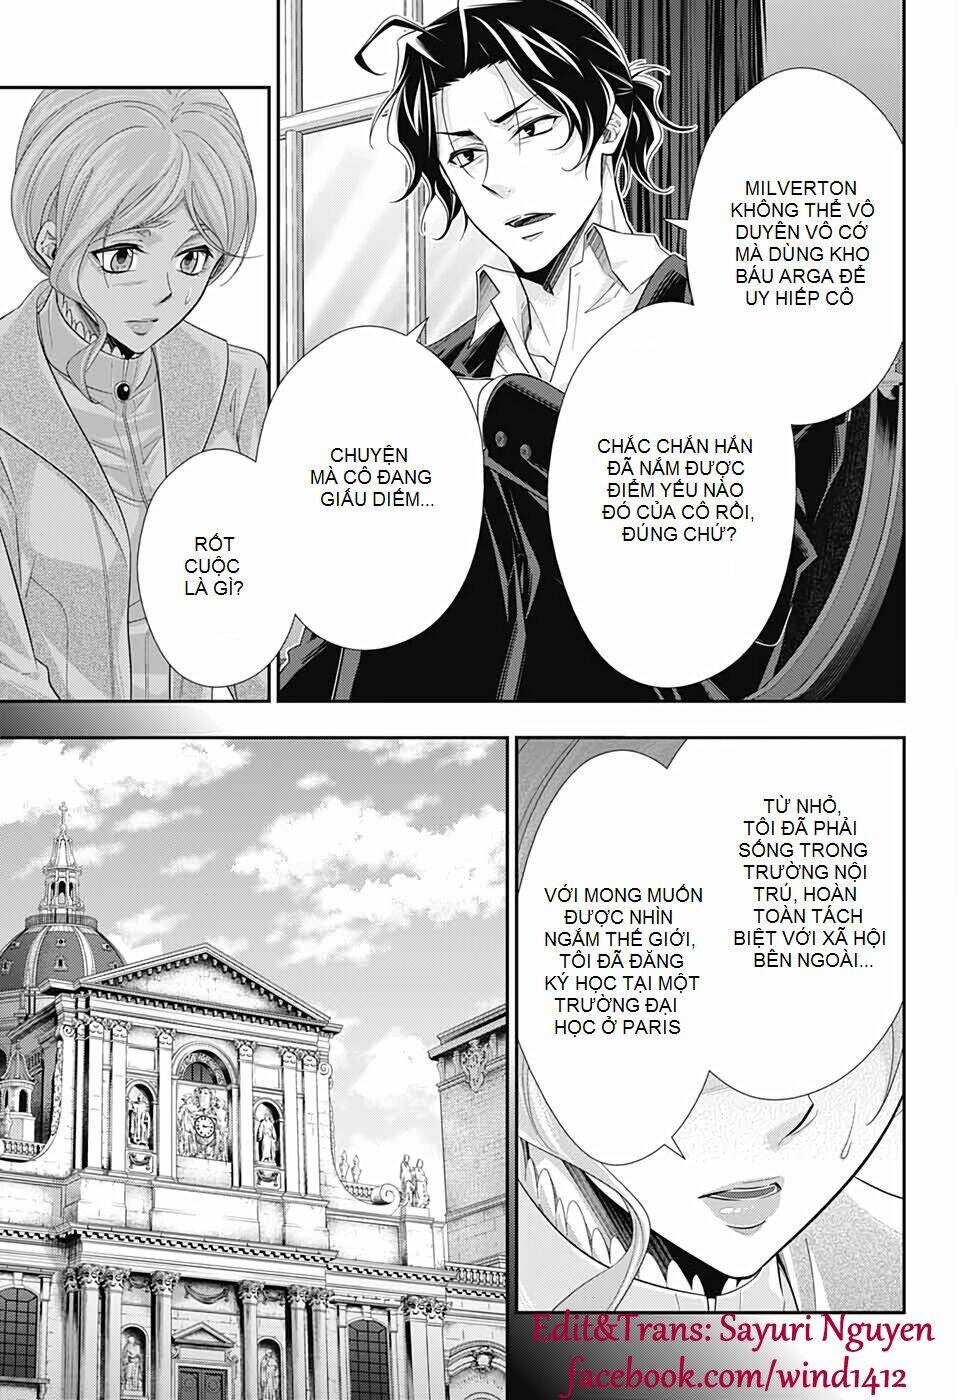 MILVERTON
KHÔNG THỂ VÔ
DUYÊN VÔ CỚ
MÀ DÙNG KHO
BÁU ARGA ĐỂ
UY HIẾP CÔ
CHẮC CHẮN HẮN
ĐÃ NẮM ĐƯỢC
ĐIỂM YẾU NÀO
ĐÓ CỦA CÔ RỒI,
ĐÚNG CHỨ?
CHUYỆN
MÀ CÔ ĐANG
GIẤU DIẾM...
RỐT
CUỘC
LÀ GÌ?
TỪ NHỎ,
TÔI ĐÃ PHẢI
SỐNG TRONG
TRƯỜNG NỘI
TRÚ, HOÀN
TOÀN TÁCH
BIỆT VỚI XÃ HỘI
BÊN NGOÀI...
VỚI MONG MUỐN
ĐƯỢC NHÌN
NGẮM THẾ GIỚI,
TÔI ĐÃ ĐĂNG
KÝ HỌC TẠI MỘT
TRƯỜNG ĐẠI
HỌC Ở PARIS
Edit&Trans: Sayuri Nguyen
facebook.com/wind1412